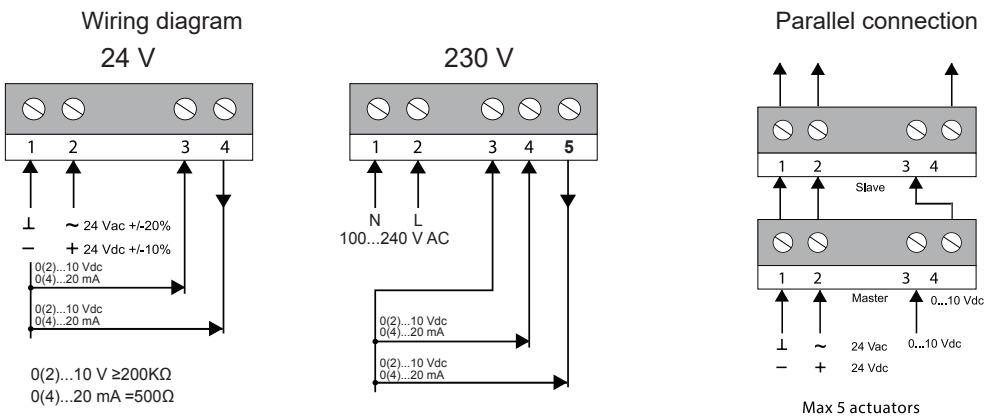 Wiring diagram
24 V
1 2 3 4
⊥ ~ 24 Vac +/-20%
− + 24 Vdc +/-10%
0(2)...10 Vdc
0(4)...20 mA
0(2)...10 Vdc
0(4)...20 mA
0(2)...10 V ≥200KΩ
0(4)...20 mA =500Ω
230 V
1 2 3 4 5
N L
100...240 V AC
0(2)...10 Vdc
0(4)...20 mA
0(2)...10 Vdc
0(4)...20 mA
Parallel connection
1 2 3 4
Slave
1 2 3 4
Master 0...10 Vdc
⊥ ~ 24 Vac 0...10 Vdc
− + 24 Vdc
Max 5 actuators